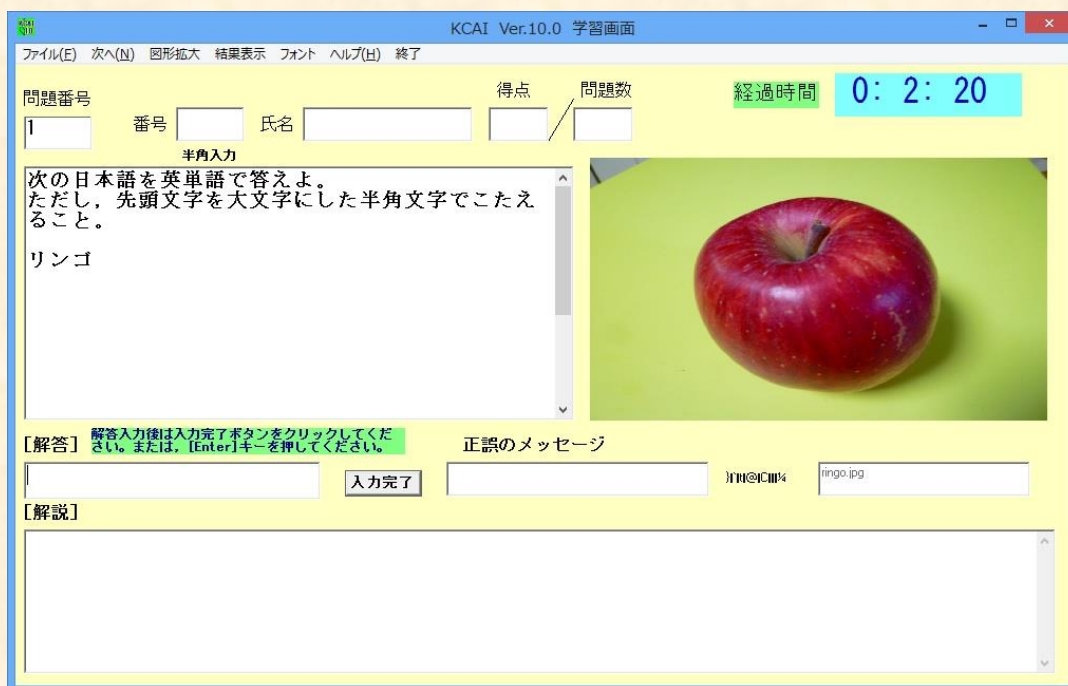 KCAI Ver.10.0 学習画面
ファイル(F) 次へ(N) 図形拡大 結果表示 フォント ヘルプ(H) 終了
問題番号
1
番号
半角入力
氏名
得点
/
問題数
経過時間
0: 2: 20
次の日本語を英単語で答えよ。
ただし，先頭文字を大文字にした半角文字でこたえ
ること。
リンゴ
[解答]
解答入力後は入力完了ボタンをクリックしてくだ
さい。または，[Enter]キーを押してください。
正誤のメッセージ
入力完了
ringo.jpg
[解説]